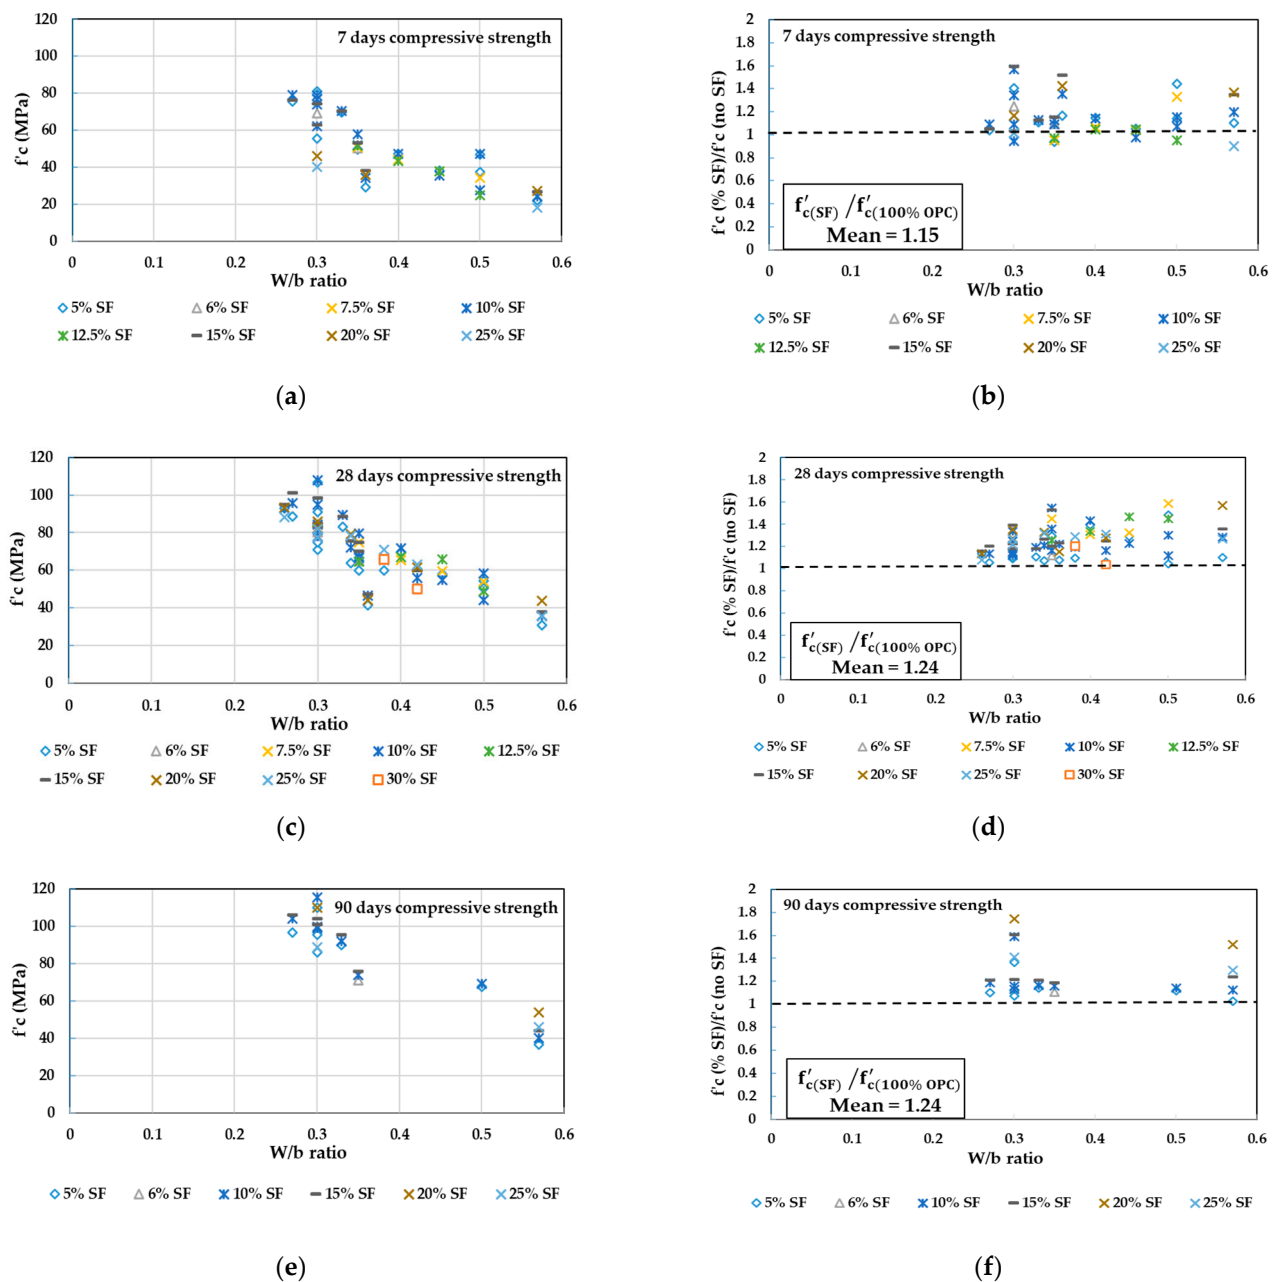 7 days compressive strength
120
100
80
60
40
20
0
f'c (MPa)
0 0.1 0.2 0.3 0.4 0.5 0.6
W/b ratio
5% SF 6% SF 7.5% SF 10% SF
12.5% SF 15% SF 20% SF 25% SF
(a)
7 days compressive strength
2
1.8
1.6
1.4
1.2
1
0.8
0.6
0.4
0.2
0
f'c (% SF)/f'c (no SF)
f′c(SF) /f′c(100% OPC)
Mean = 1.15
0 0.1 0.2 0.3 0.4 0.5 0.6
W/b ratio
5% SF 6% SF 7.5% SF 10% SF
12.5% SF 15% SF 20% SF 25% SF
(b)
28 days compressive strength
120
100
80
60
40
20
0
f'c (MPa)
0 0.1 0.2 0.3 0.4 0.5 0.6
W/b ratio
5% SF 6% SF 7.5% SF 10% SF 12.5% SF
15% SF 20% SF 25% SF 30% SF
(c)
28 days compressive strength
2
1.8
1.6
1.4
1.2
1
0.8
0.6
0.4
0.2
0
f'c (% SF)/f'c (no SF)
f′c(SF) /f′c(100% OPC)
Mean = 1.24
0 0.1 0.2 0.3 0.4 0.5 0.6
W/b ratio
5% SF 6% SF 7.5% SF 10% SF 12.5% SF
15% SF 20% SF 25% SF 30% SF
(d)
90 days compressive strength
120
100
80
60
40
20
0
f'c (MPa)
0 0.1 0.2 0.3 0.4 0.5 0.6
W/b ratio
5% SF 6% SF 10% SF 15% SF 20% SF 25% SF
(e)
90 days compressive strength
2
1.8
1.6
1.4
1.2
1
0.8
0.6
0.4
0.2
0
f'c (% SF)/f'c (no SF)
f′c(SF) /f′c(100% OPC)
Mean = 1.24
0 0.1 0.2 0.3 0.4 0.5 0.6
W/b ratio
5% SF 6% SF 10% SF 15% SF 20% SF 25% SF
(f)